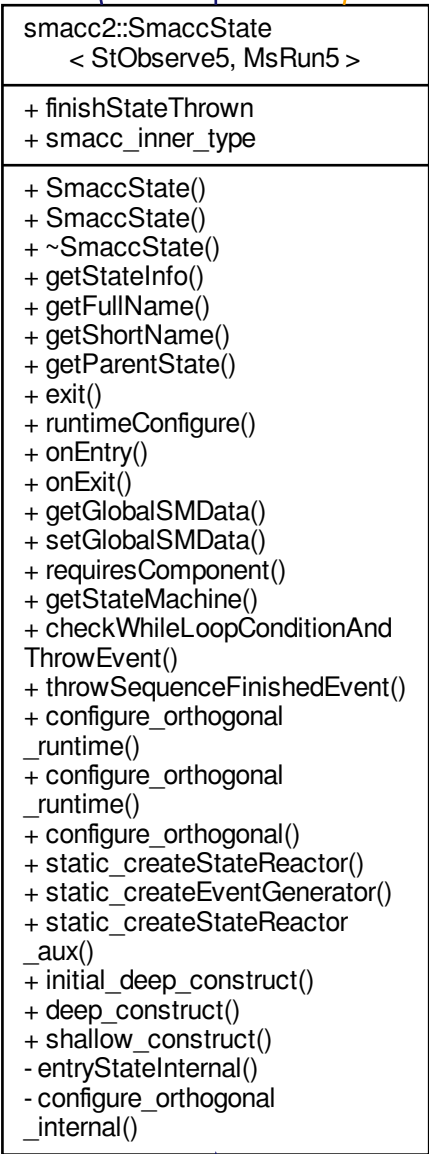 smacc2::SmaccState
< StObserve5, MsRun5 >
+ finishStateThrown
+ smacc_inner_type
+ SmaccState()
+ SmaccState()
+ ~SmaccState()
+ getStateInfo()
+ getFullName()
+ getShortName()
+ getParentState()
+ exit()
+ runtimeConfigure()
+ onEntry()
+ onExit()
+ getGlobalSMData()
+ setGlobalSMData()
+ requiresComponent()
+ getStateMachine()
+ checkWhileLoopConditionAnd
ThrowEvent()
+ throwSequenceFinishedEvent()
+ configure_orthogonal
_runtime()
+ configure_orthogonal
_runtime()
+ configure_orthogonal()
+ static_createStateReactor()
+ static_createEventGenerator()
+ static_createStateReactor
_aux()
+ initial_deep_construct()
+ deep_construct()
+ shallow_construct()
- entryStateInternal()
- configure_orthogonal
_internal()